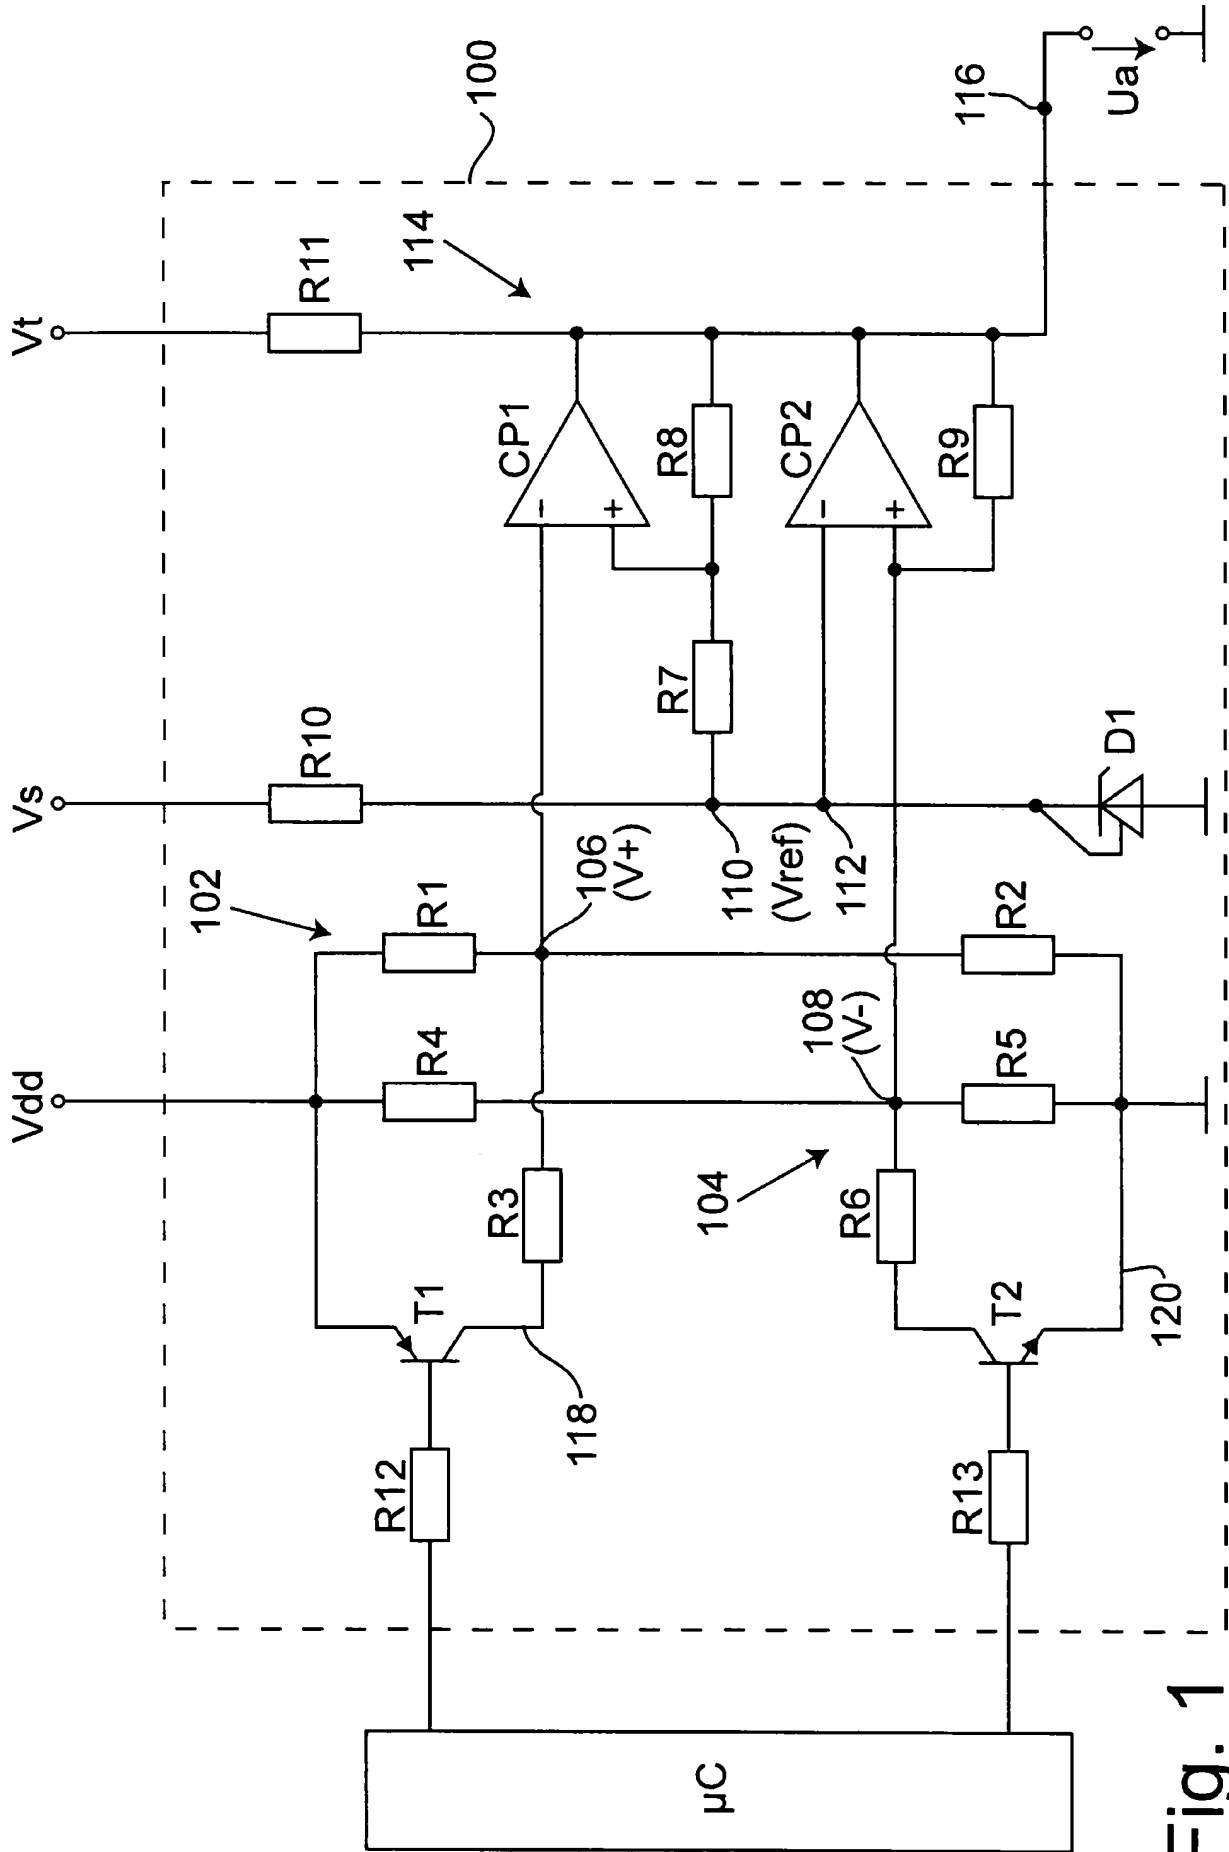 Vdd
Vs
Vt
100
102
R4
R1
R10
R11
114
T1
R12
118
R3
106
(V+)
CP1
-
+
µC
104
R6
108
(V-)
110
(Vref)
112
R7
R8
CP2
-
+
R9
R13
T2
120
R5
R2
D1
116
Ua
Fig. 1